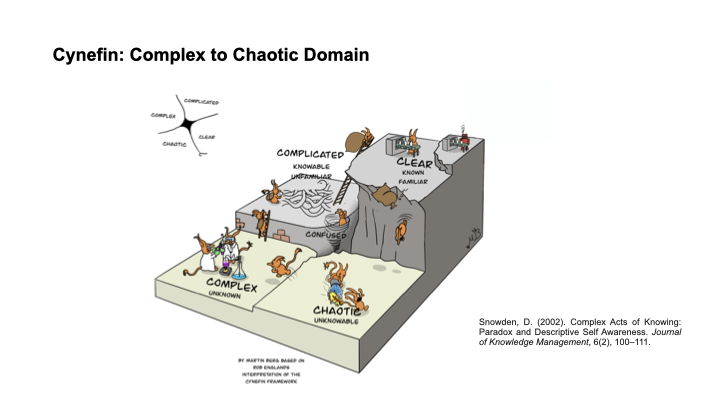 Cynefin: Complex to Chaotic Domain
COMPLICATED
COMPLEX
CLEAR
CHAOTIC
COMPLICATED
KNOWABLE
UNFAMILIAR
CLEAR
KNOWN
FAMILIAR
CONFUSED
COMPLEX
UNKNOWN
CHAOTIC
UNKNOWABLE
Snowden, D. (2002). Complex Acts of Knowing:
Paradox and Descriptive Self Awareness. Journal
of Knowledge Management, 6(2), 100–111.
BY MARTIN BERG BASED ON
ROB ENGLANDS
INTERPRETATION OF THE
CYNEFIN FRAMEWORK